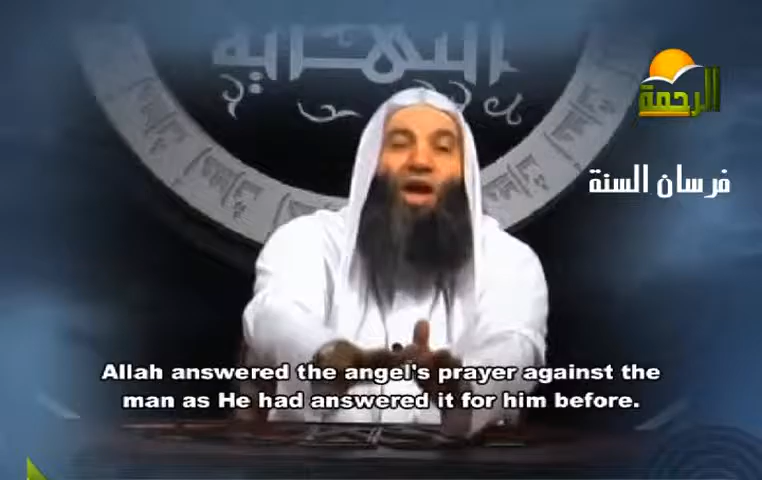 النهاية
الرحمة
فرسان السنة
Allah answered the angel's prayer against the
man as He had answered it for him before.